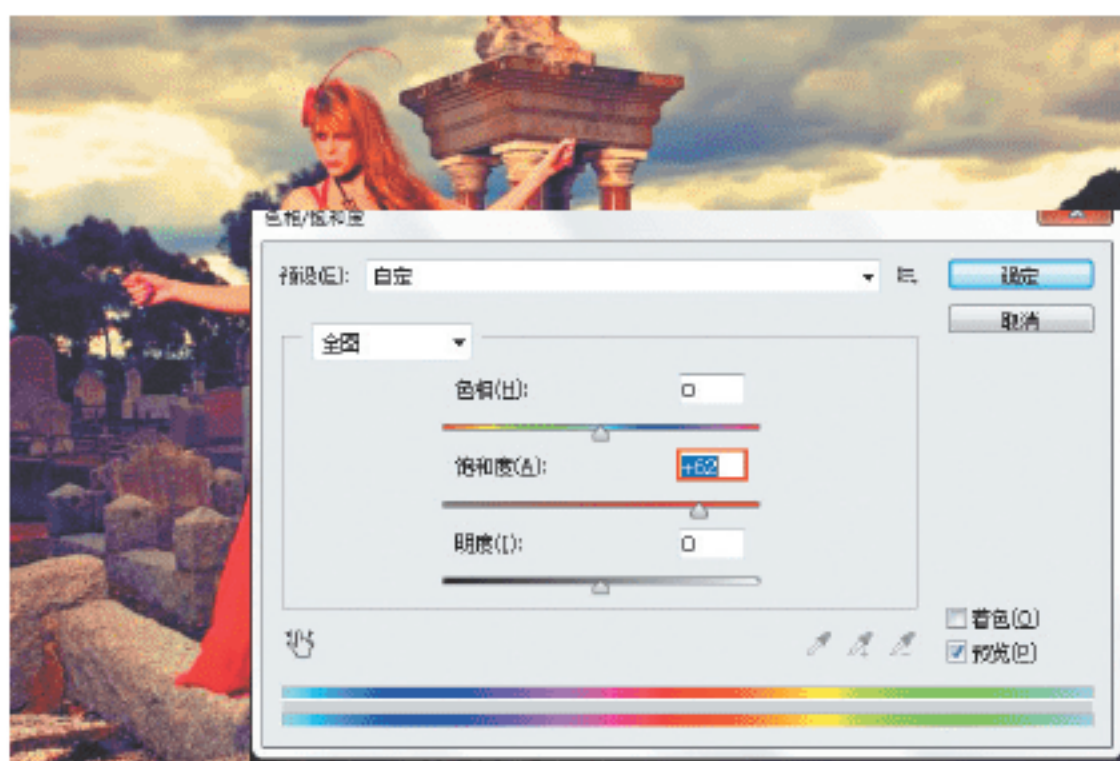 色相/饱和度
预设(E): 自定
确定
取消
全图
色相(H): 0
饱和度(A): +62
明度(I): 0
着色(O)
预览(P)